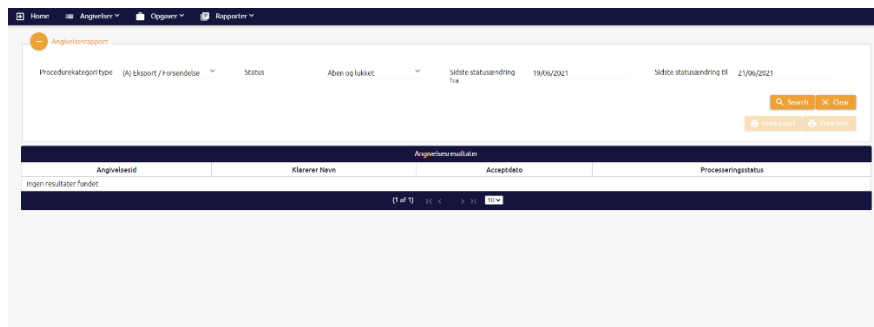 Home Angivelser Opgaver Rapporter
Angivelsesrapport
Procedurekategori type (A) Eksport / Forsendelse Status Åben og lukket Sidste statusændring fra 19/06/2021 Sidste statusændring til 21/06/2021
Search Clear
Print Excel Print PDF
Angivelsesresultater
Angivelsesid Klarerer Navn Acceptdato Processeringsstatus
Ingen resultater fundet
(1 af 1) 10